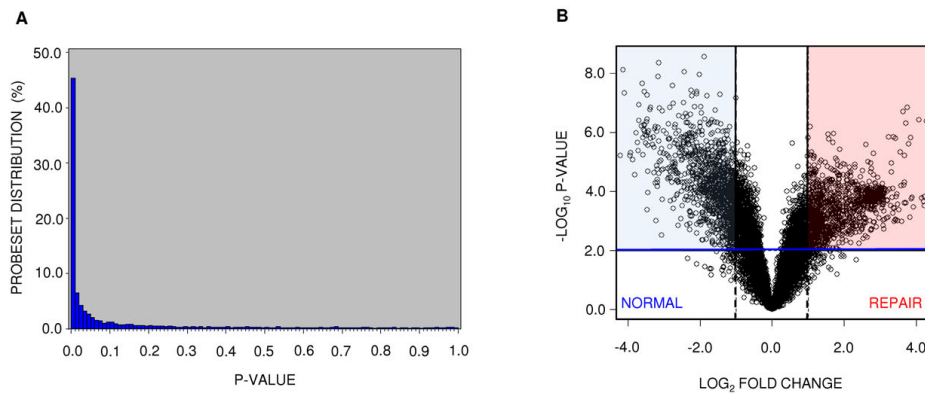 A
PROBESET DISTRIBUTION (%)
50.0
40.0
30.0
20.0
10.0
0.0
0.0 0.1 0.2 0.3 0.4 0.5 0.6 0.7 0.8 0.9 1.0
P-VALUE
B
-LOG10 P-VALUE
8.0
6.0
4.0
2.0
0.0
NORMAL REPAIR
-4.0 -2.0 0.0 2.0 4.0
LOG2 FOLD CHANGE